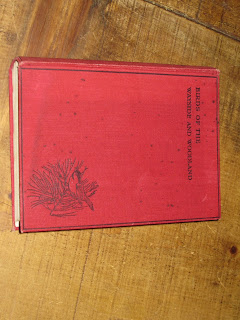 BIRDS OF THE
WAYSIDE AND WOODLAND